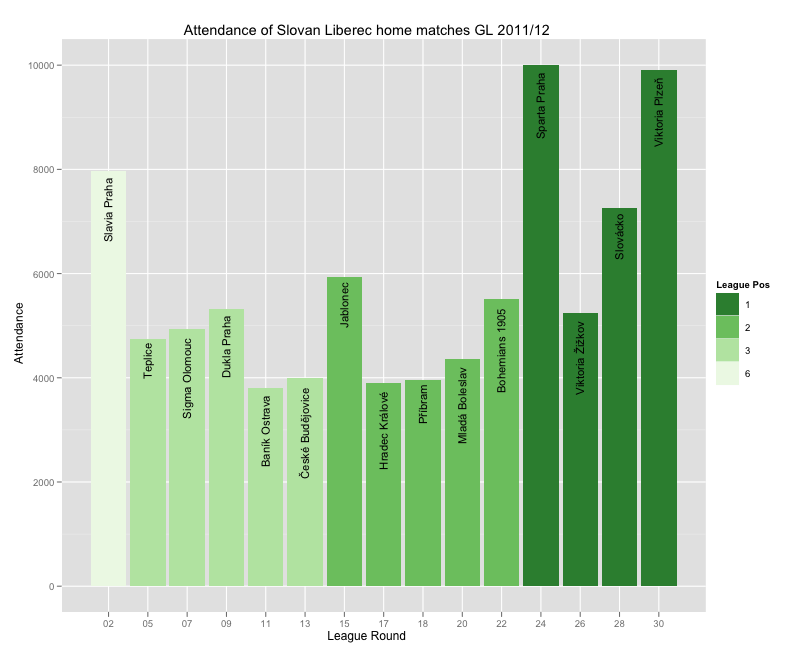 Attendance of Slovan Liberec home matches GL 2011/12
Attendance
10000
8000
6000
4000
2000
0
Slavia Praha
Teplice
Sigma Olomouc
Dukla Praha
Baník Ostrava
České Budějovice
Jablonec
Hradec Králové
Příbram
Mladá Boleslav
Bohemians 1905
Sparta Praha
Viktoria Žižkov
Slovácko
Viktoria Plzeň
02 05 07 09 11 13 15 17 18 20 22 24 26 28 30
League Round
League Pos
1
2
3
6